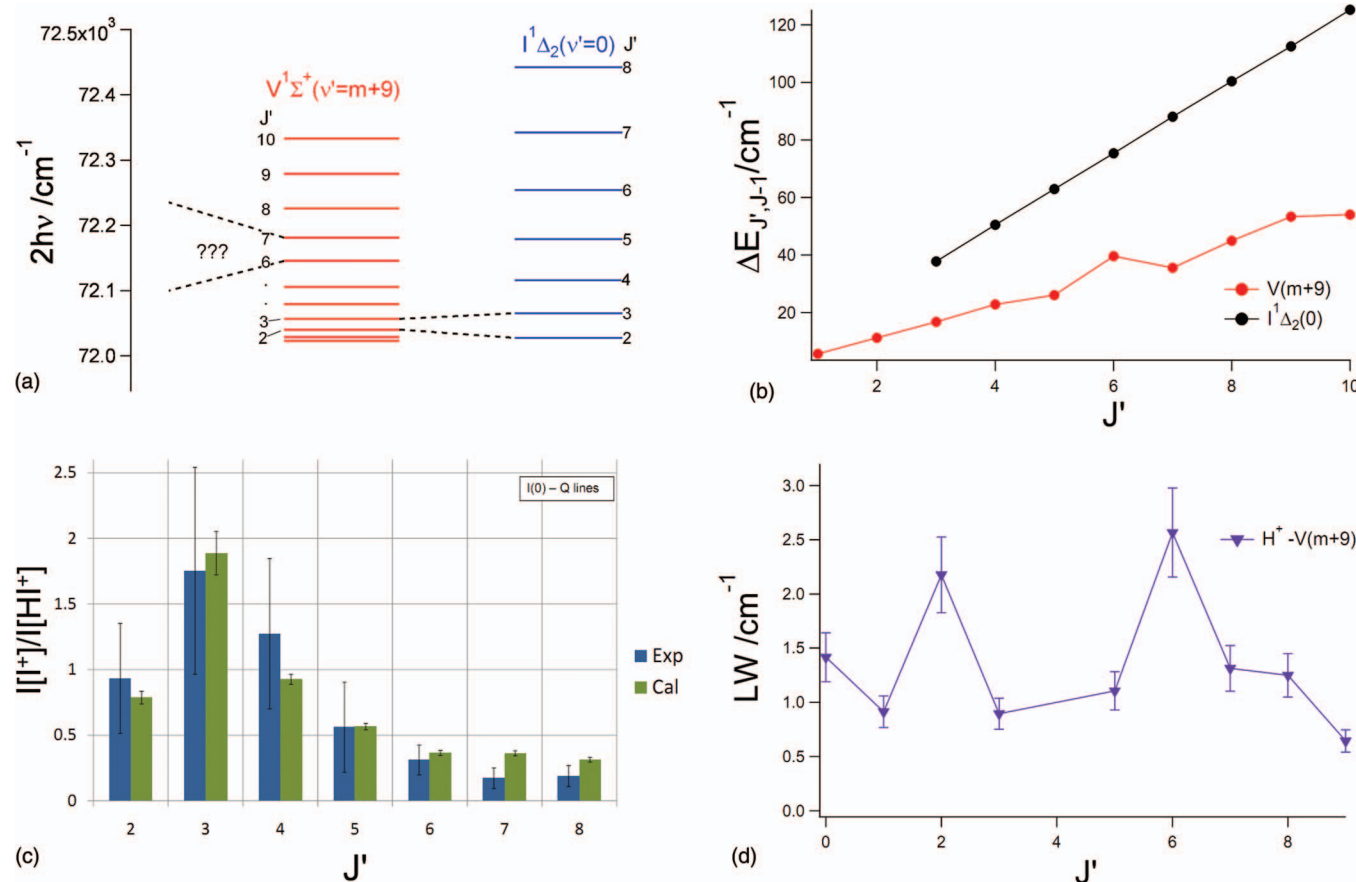 72.5x10³
72.4
72.3
72.2
72.1
72.0
2hν /cm⁻¹
V¹Σ⁺(ν'=m+9)
J'
10
9
8
7
6
.
.
3
2
???
I¹Δ₂(ν'=0)
J'
8
7
6
5
4
3
2
(a)
120
100
80
60
40
20
ΔE_J',J-1/cm⁻¹
V(m+9)
I¹Δ₂(0)
2 4 6 8 10
(b)
J'
2.5
2
1.5
1
0.5
0
I[I⁺]/I[HI⁺]
I(0) – Q lines
Exp
Cal
2 3 4 5 6 7 8
(c)
J'
3.0
2.5
2.0
1.5
1.0
0.5
0.0
LW /cm⁻¹
H⁺ -V(m+9)
0 2 4 6 8
(d)
J'